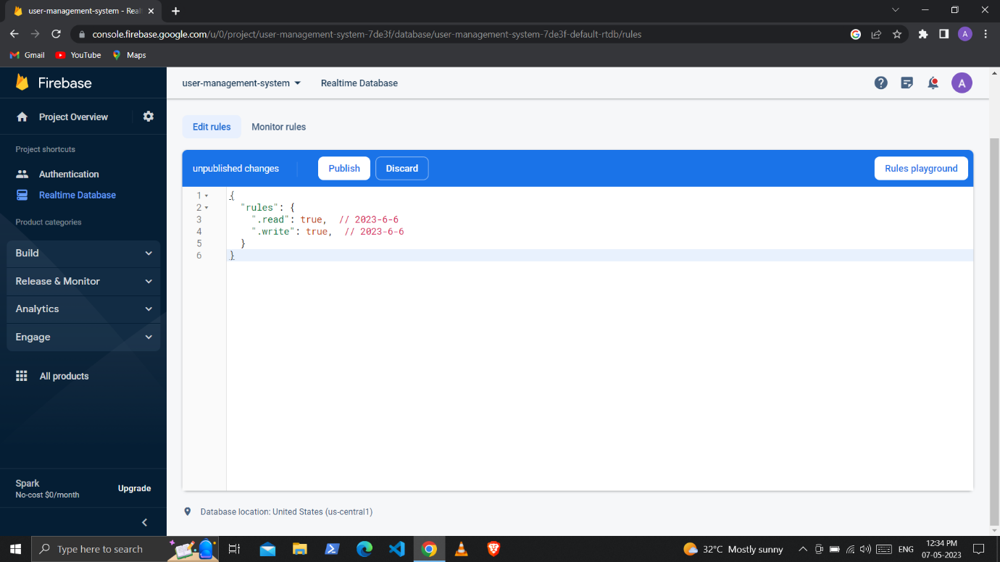 user-management-system - Real
console.firebase.google.com/u/0/project/user-management-system-7de3f/database/user-management-system-7de3f-default-rtdb/rules
G
A
Gmail
YouTube
Maps
Firebase
user-management-system
Realtime Database
A
Project Overview
Edit rules
Monitor rules
Project shortcuts
Authentication
Realtime Database
Product categories
Build
Release & Monitor
Analytics
Engage
All products
Spark
No-cost $0/month
Upgrade
unpublished changes
Publish
Discard
Rules playground
1 {
2 "rules": {
3 ".read": true,  // 2023-6-6
4 ".write": true,  // 2023-6-6
5 }
6 }
Database location: United States (us-central1)
Type here to search
32°C Mostly sunny
ENG
12:34 PM
07-05-2023